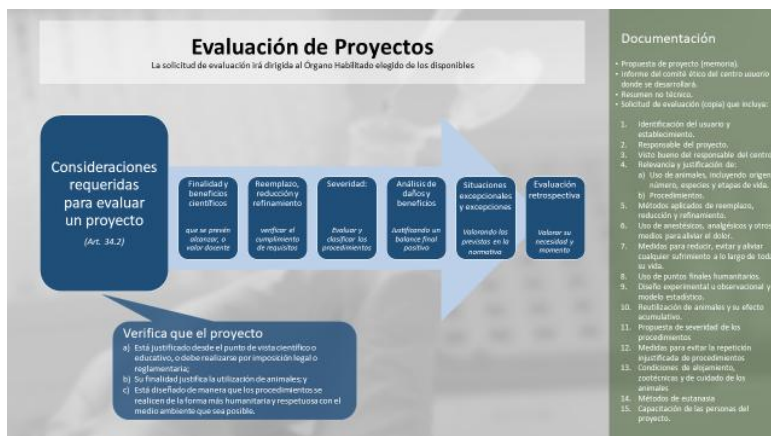 Evaluación de Proyectos
La solicitud de evaluación irá dirigida al Órgano Habilitado elegido de los disponibles
Consideraciones
requeridas
para evaluar
un proyecto
(Art. 34.2)
Finalidad y
beneficios
científicos
que se prevén
alcanzar, o
valor docente
Reemplazo,
reducción y
refinamiento
verificar el
cumplimiento
de requisitos
Severidad:
Evaluar y
clasificar los
procedimientos
Análisis de
daños y
beneficios
Justificando un
balance final
positivo
Situaciones
excepcionales
y excepciones
Valorando las
previstas en la
normativa
Evaluación
retrospectiva
Valorar su
necesidad y
momento
Verifica que el proyecto
a) Está justificado desde el punto de vista científico o
educativo, o debe realizarse por imposición legal o
reglamentaria;
b) Su finalidad justifica la utilización de animales; y
c) Está diseñado de manera que los procedimientos se
realicen de la forma más humanitaria y respetuosa con el
medio ambiente que sea posible.
Documentación
• Propuesta de proyecto (memoria).
• Informe del comité ético del centro usuario
donde se desarrollará.
• Resumen no técnico.
• Solicitud de evaluación (copia) que incluya:
1. Identificación del usuario y
establecimiento.
2. Responsable del proyecto.
3. Visto bueno del responsable del centro
4. Relevancia y justificación de:
a) Uso de animales, incluyendo origen
número, especies y etapas de vida.
b) Procedimientos.
5. Métodos aplicados de reemplazo,
reducción y refinamiento.
6. Uso de anestésicos, analgésicos y otros
medios para aliviar el dolor.
7. Medidas para reducir, evitar y aliviar
cualquier sufrimiento a lo largo de toda
su vida.
8. Uso de puntos finales humanitarios.
9. Diseño experimental u observacional y
modelo estadístico.
10. Reutilización de animales y su efecto
acumulativo.
11. Propuesta de severidad de los
procedimientos
12. Medidas para evitar la repetición
injustificada de procedimientos
13. Condiciones de alojamiento,
zootécnicas y de cuidado de los
animales
14. Métodos de eutanasia
15. Capacitación de las personas del
proyecto.